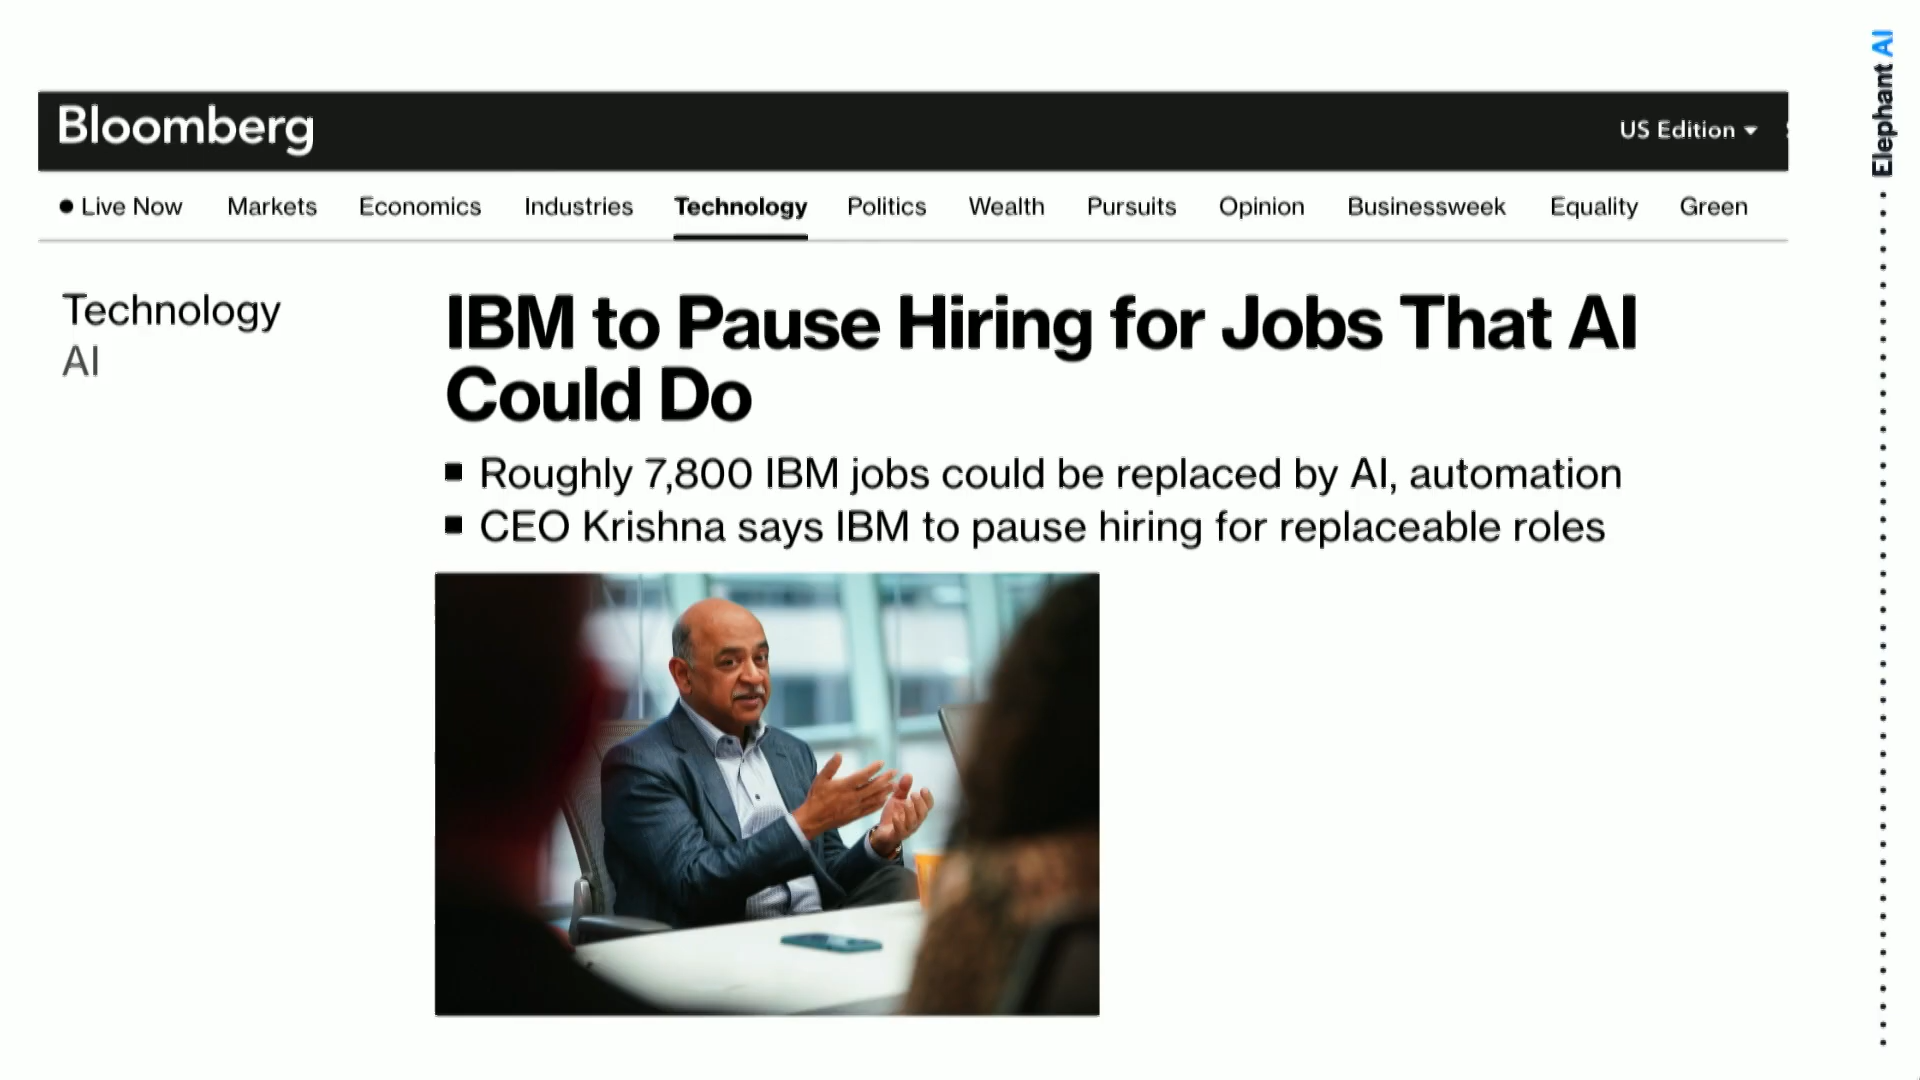 Bloomberg
US Edition
Live Now Markets Economics Industries Technology Politics Wealth Pursuits Opinion Businessweek Equality Green
Technology
AI
IBM to Pause Hiring for Jobs That AI
Could Do
Roughly 7,800 IBM jobs could be replaced by AI, automation
CEO Krishna says IBM to pause hiring for replaceable roles
Elephant AI